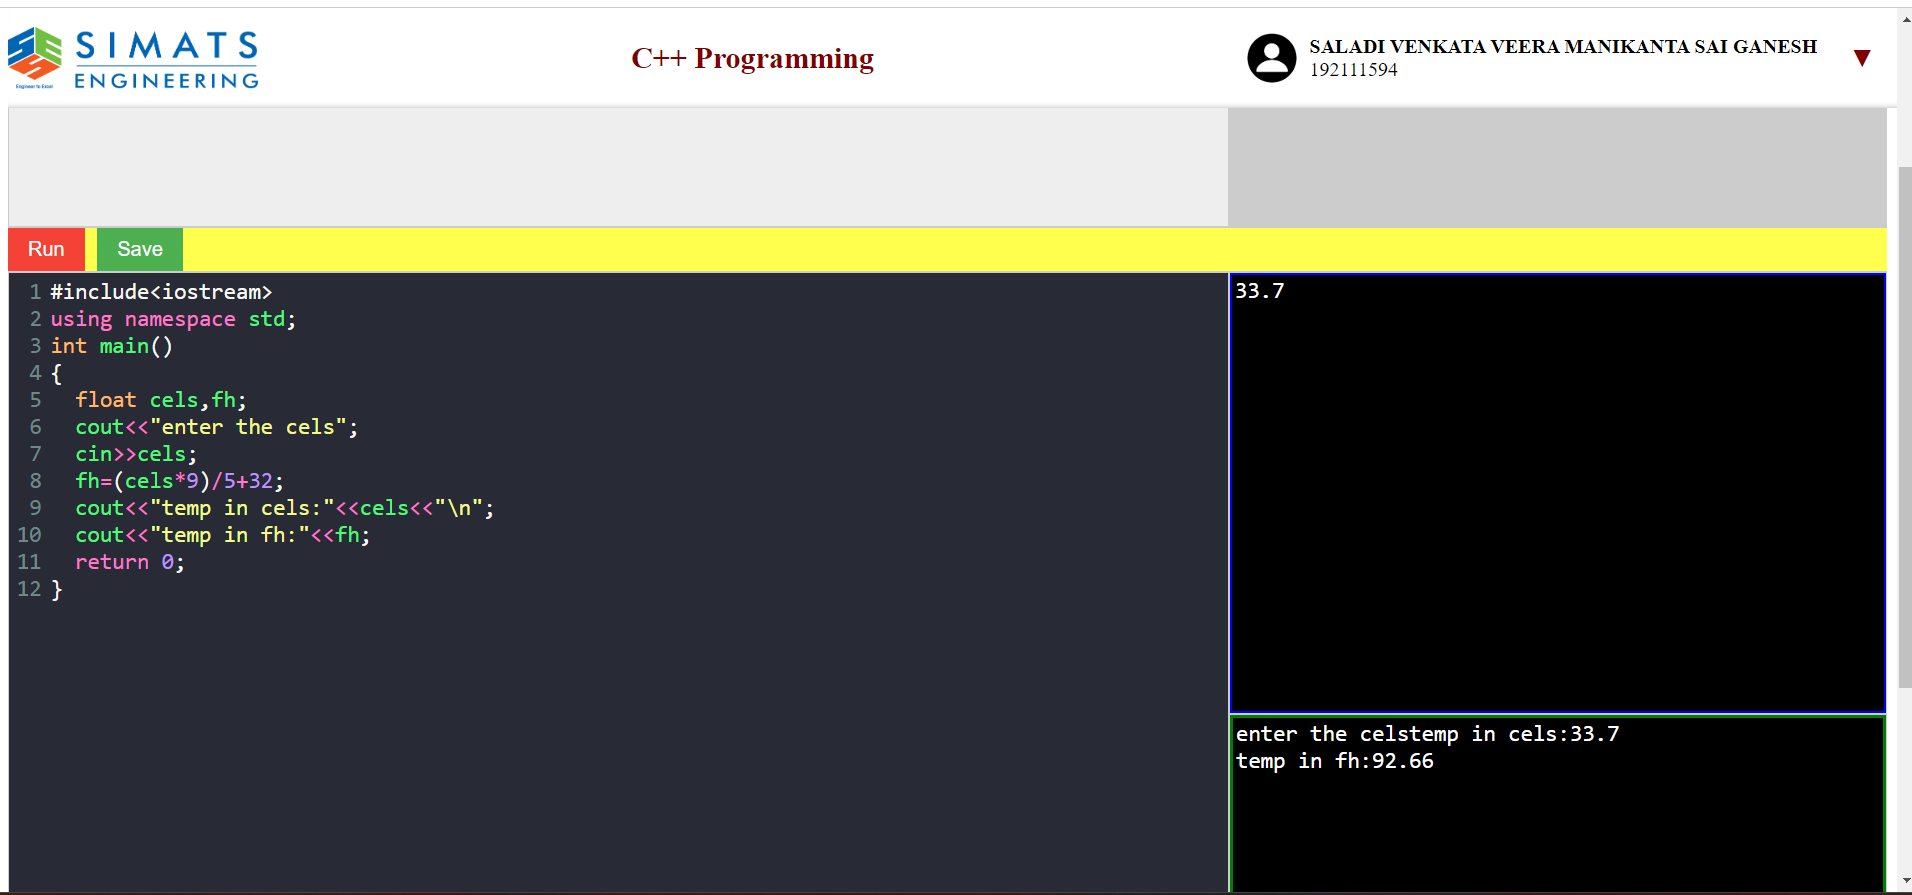 SIMATS
ENGINEERING
Engineer to Excel
C++ Programming
SALADI VENKATA VEERA MANIKANTA SAI GANESH
192111594
Run
Save
1 #include<iostream>
2 using namespace std;
3 int main()
4 {
5   float cels,fh;
6   cout<<"enter the cels";
7   cin>>cels;
8   fh=(cels*9)/5+32;
9   cout<<"temp in cels:"<<cels<<"\n";
10   cout<<"temp in fh:"<<fh;
11   return 0;
12 }
33.7
enter the celstemp in cels:33.7
temp in fh:92.66